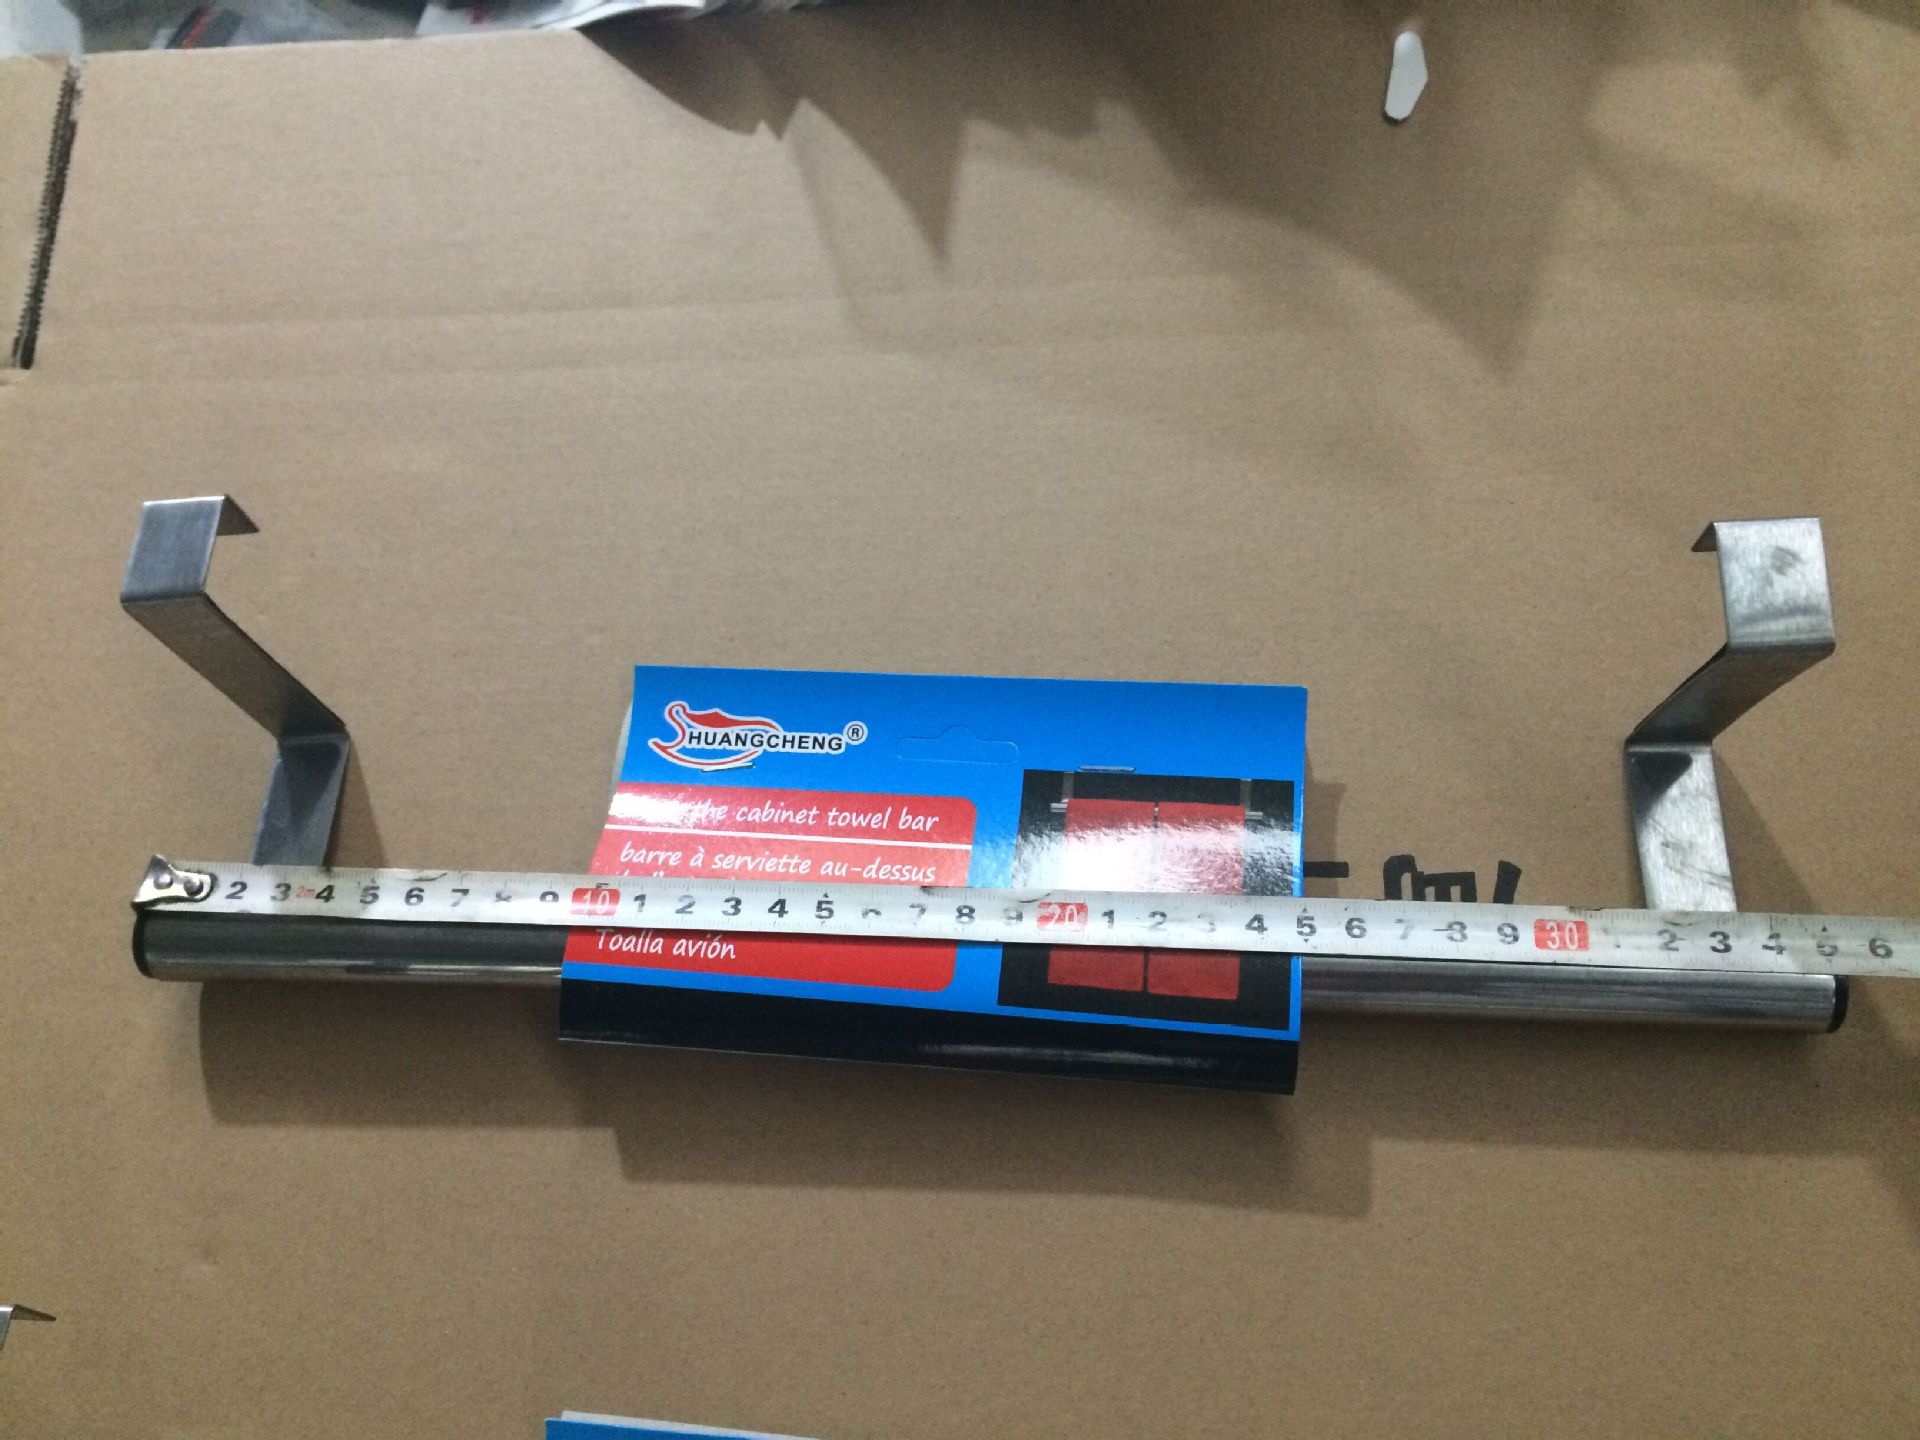 SHUANGCHENG®
the cabinet towel bar
barre à serviette au-dessus
2 3 2m 4 5 6 7 8 9 10 1 2 3 4 5 6 7 8 9 20 1 2 3 4 5 6 7 8 9 30 1 2 3 4 5 6
Toalla avión